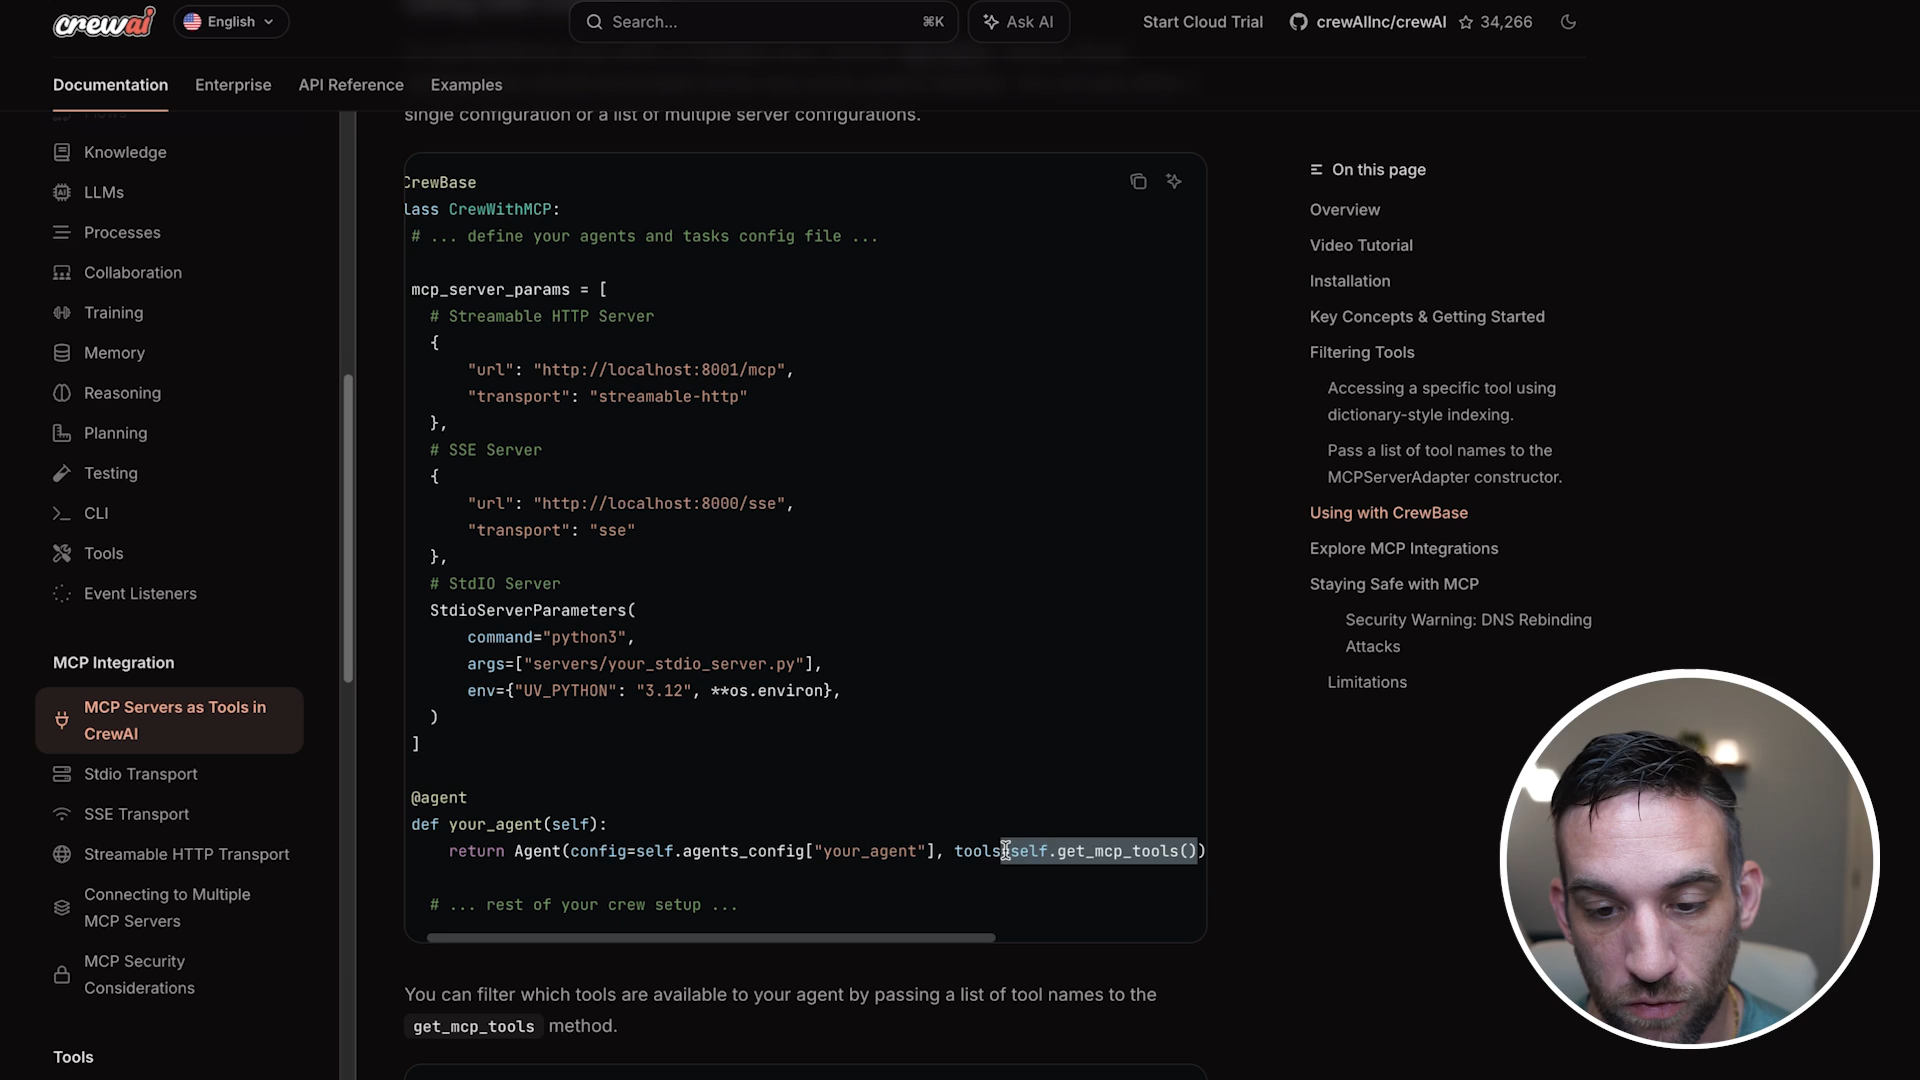 crewai
English
Search...
⌘K
Ask AI
Start Cloud Trial
crewAIInc/crewAI
34,266
Documentation
Enterprise
API Reference
Examples
single configuration or a list of multiple server configurations.
Knowledge
LLMs
Processes
Collaboration
Training
Memory
Reasoning
Planning
Testing
CLI
Tools
Event Listeners
MCP Integration
MCP Servers as Tools in
CrewAI
Stdio Transport
SSE Transport
Streamable HTTP Transport
Connecting to Multiple
MCP Servers
MCP Security
Considerations
Tools
CrewBase
lass CrewWithMCP:
# ... define your agents and tasks config file ...
mcp_server_params = [
# Streamable HTTP Server
{
"url": "http://localhost:8001/mcp",
"transport": "streamable-http"
},
# SSE Server
{
"url": "http://localhost:8000/sse",
"transport": "sse"
},
# StdIO Server
StdioServerParameters(
command="python3",
args=["servers/your_stdio_server.py"],
env={"UV_PYTHON": "3.12", **os.environ},
)
]
@agent
def your_agent(self):
return Agent(config=self.agents_config["your_agent"], tools=self.get_mcp_tools())
# ... rest of your crew setup ...
You can filter which tools are available to your agent by passing a list of tool names to the
get_mcp_tools method.
On this page
Overview
Video Tutorial
Installation
Key Concepts & Getting Started
Filtering Tools
Accessing a specific tool using
dictionary-style indexing.
Pass a list of tool names to the
MCPServerAdapter constructor.
Using with CrewBase
Explore MCP Integrations
Staying Safe with MCP
Security Warning: DNS Rebinding
Attacks
Limitations